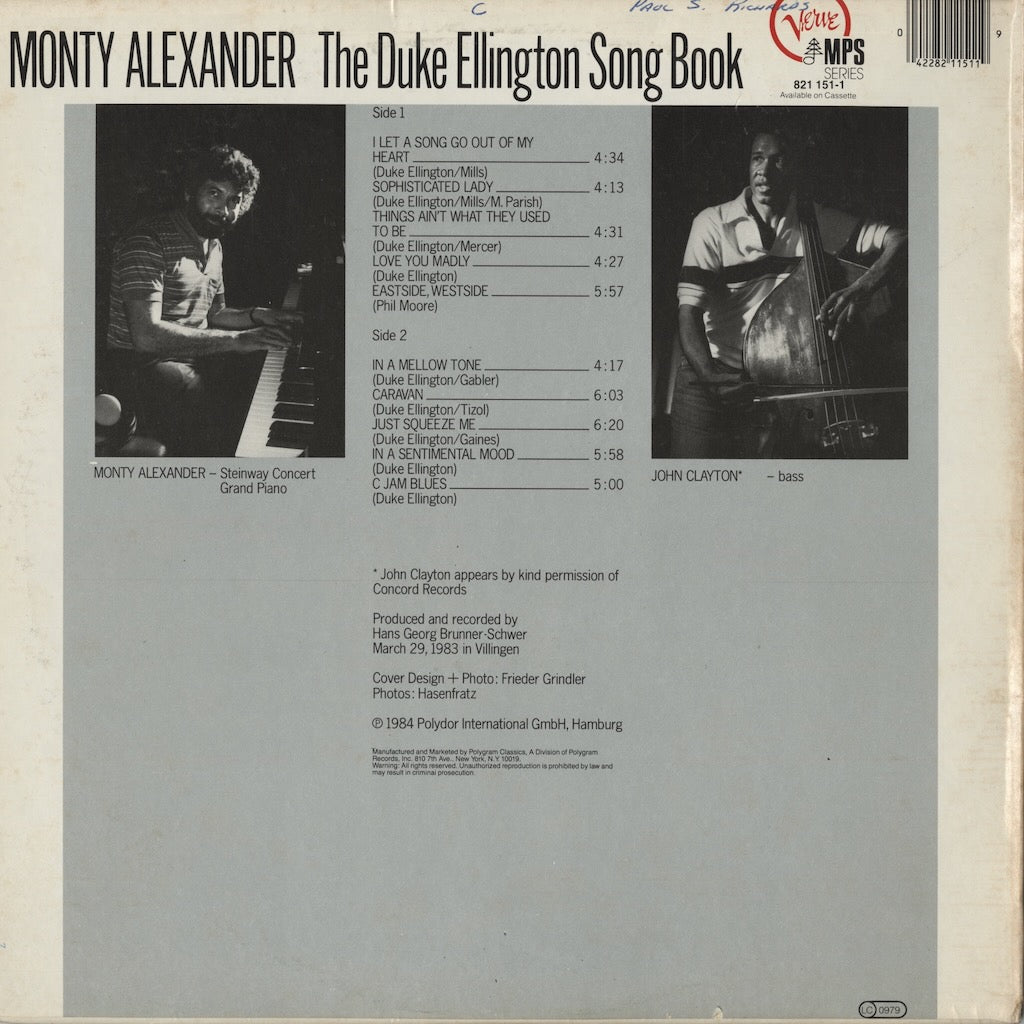 C
PAUL S. RICHARDS
Verve
MPS
SERIES
821 151-1
Available on Cassette
0
42282 11511
9
MONTY ALEXANDER The Duke Ellington Song Book
Side 1
I LET A SONG GO OUT OF MY
HEART 4:34
(Duke Ellington/Mills)
SOPHISTICATED LADY 4:13
(Duke Ellington/Mills/M. Parish)
THINGS AIN'T WHAT THEY USED
TO BE 4:31
(Duke Ellington/Mercer)
LOVE YOU MADLY 4:27
(Duke Ellington)
EASTSIDE, WESTSIDE 5:57
(Phil Moore)
Side 2
IN A MELLOW TONE 4:17
(Duke Ellington/Gabler)
CARAVAN 6:03
(Duke Ellington/Tizol)
JUST SQUEEZE ME 6:20
(Duke Ellington/Gaines)
IN A SENTIMENTAL MOOD 5:58
(Duke Ellington)
C JAM BLUES 5:00
(Duke Ellington)
MONTY ALEXANDER – Steinway Concert
Grand Piano
JOHN CLAYTON* – bass
* John Clayton appears by kind permission of
Concord Records
Produced and recorded by
Hans Georg Brunner-Schwer
March 29, 1983 in Villingen
Cover Design + Photo: Frieder Grindler
Photos: Hasenfratz
℗ 1984 Polydor International GmbH, Hamburg
Manufactured and Marketed by Polygram Classics, A Division of Polygram
Records, Inc. 810 7th Ave., New York, N.Y. 10019.
Warning: All rights reserved. Unauthorized reproduction is prohibited by law and
may result in criminal prosecution.
LC 0979